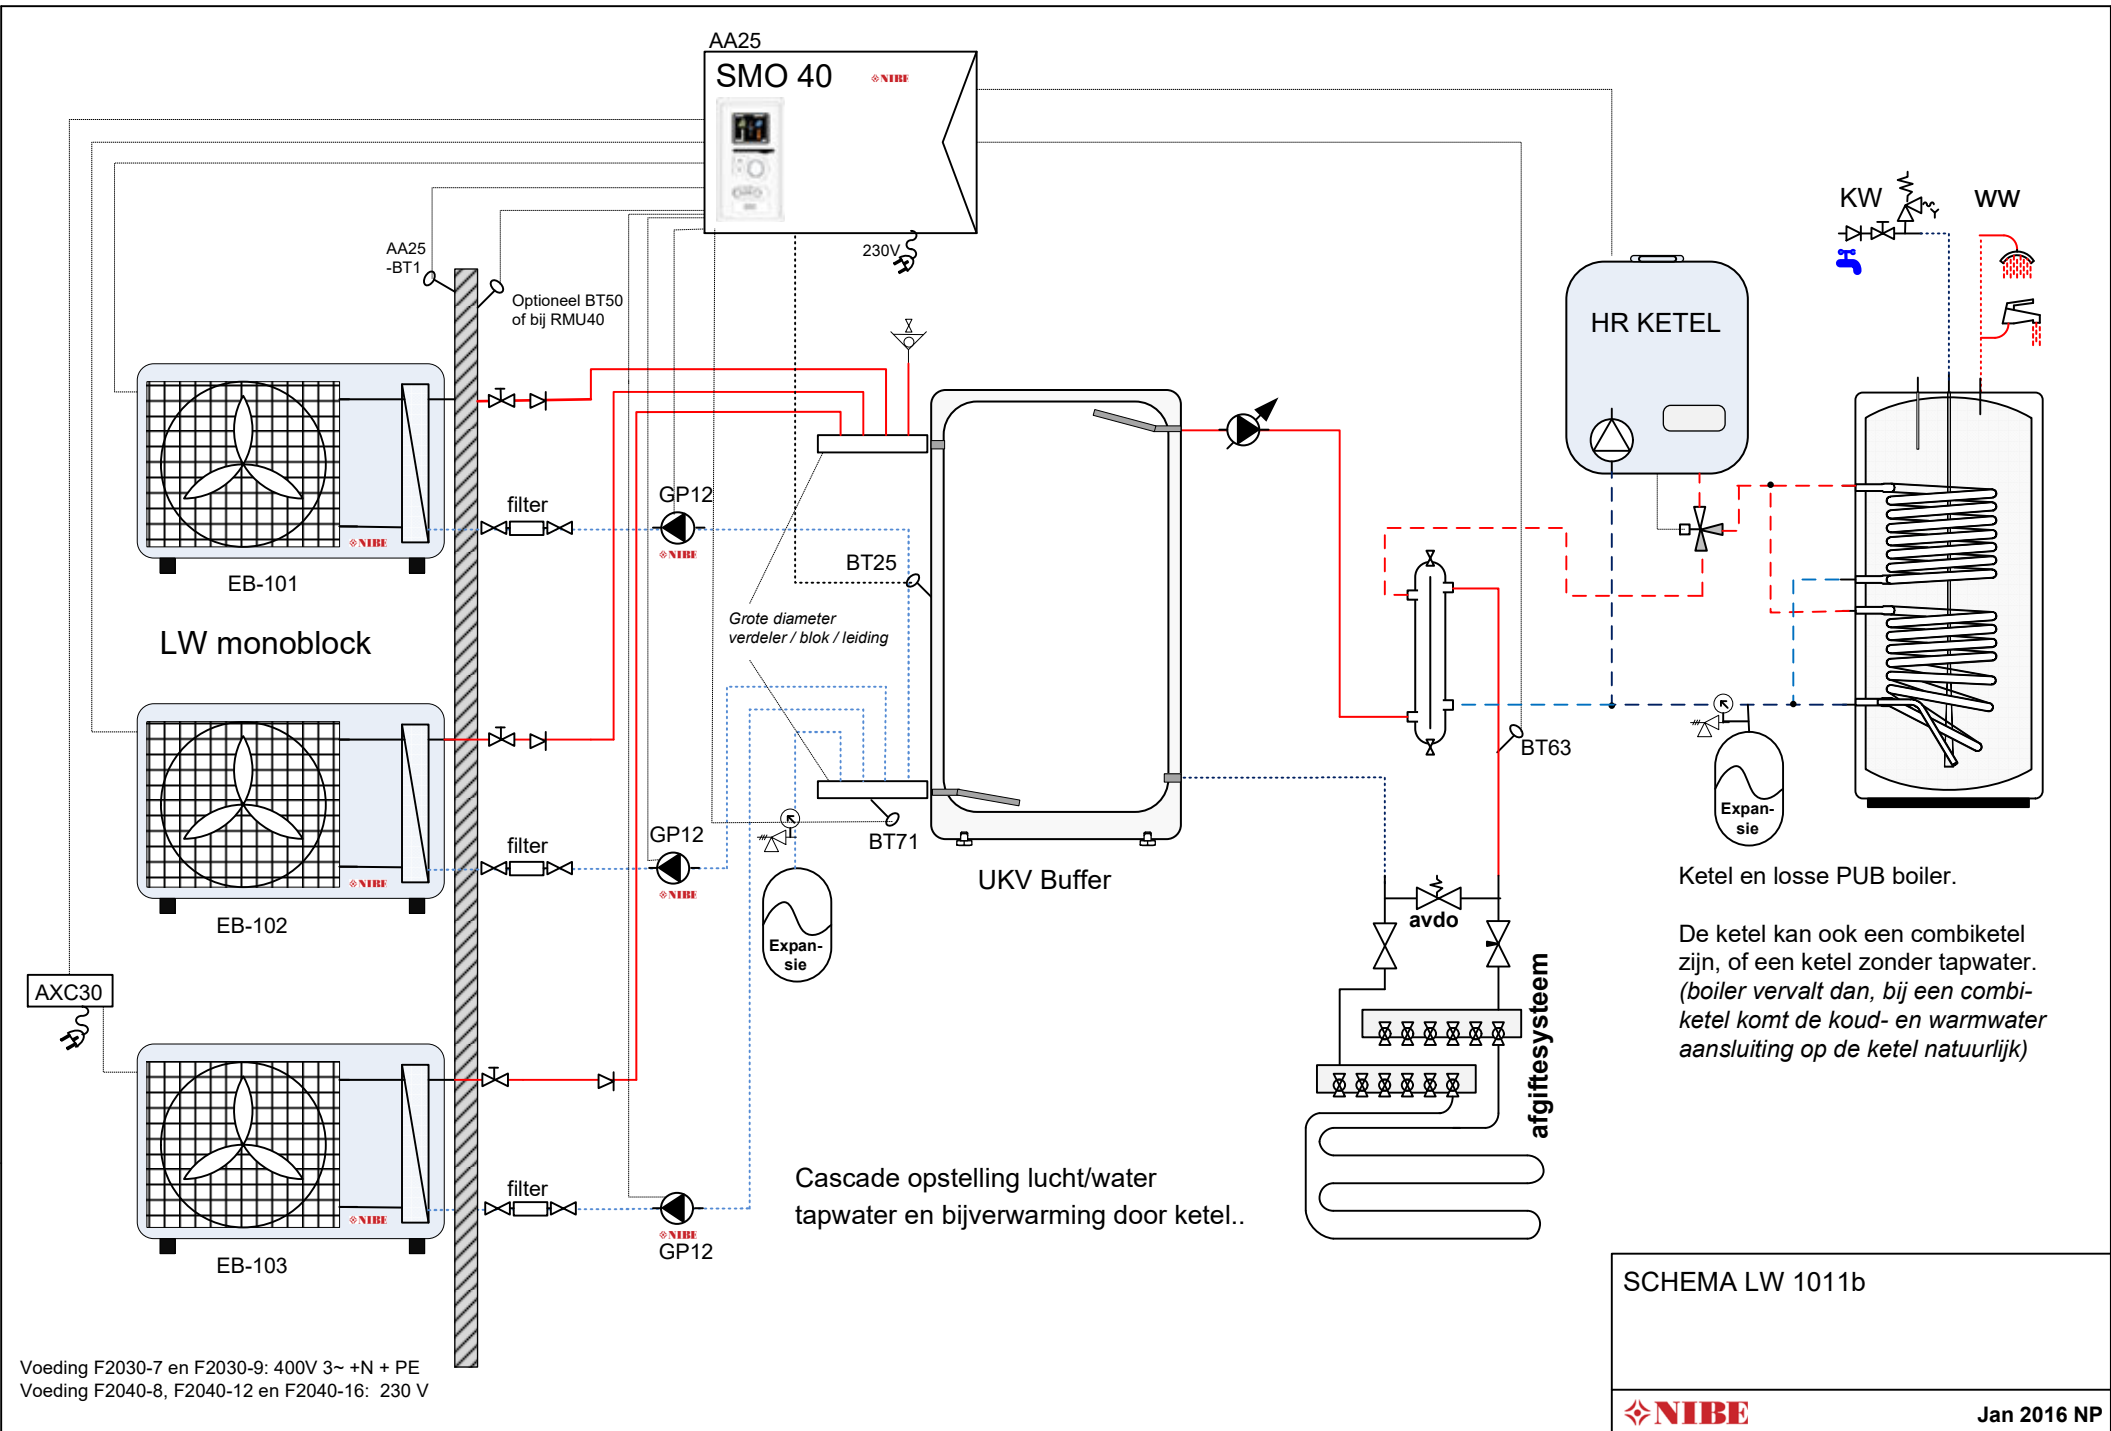 AA25
SMO 40
NIBE
230V
AA25
-BT1
Optioneel BT50
of bij RMU40
KW
WW
HR KETEL
filter
GP12
NIBE
NIBE
EB-101
BT25
Grote diameter
verdeler / blok / leiding
LW monoblock
BT63
Expan-
sie
filter
GP12
NIBE
NIBE
EB-102
BT71
UKV Buffer
Expan-
sie
avdo
afgiftesysteem
Ketel en losse PUB boiler.
De ketel kan ook een combiketel
zijn, of een ketel zonder tapwater.
(boiler vervalt dan, bij een combi-
ketel komt de koud- en warmwater
aansluiting op de ketel natuurlijk)
AXC30
filter
NIBE
NIBE
GP12
EB-103
Cascade opstelling lucht/water
tapwater en bijverwarming door ketel..
Voeding F2030-7 en F2030-9: 400V 3~ +N + PE
Voeding F2040-8, F2040-12 en F2040-16: 230 V
SCHEMA LW 1011b
NIBE
Jan 2016 NP